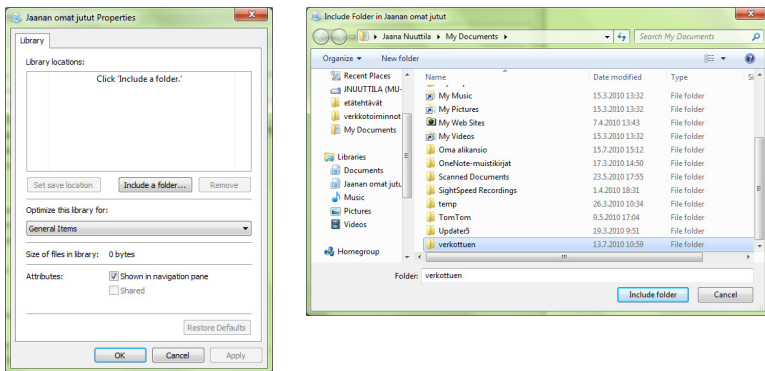 Jaanan omat jutut Properties
Library
Library locations:
Click 'Include a folder.'
Set save location
Include a folder...
Remove
Optimize this library for:
General Items
Size of files in library: 0 bytes
Attributes:
Shown in navigation pane
Shared
Restore Defaults
OK
Cancel
Apply
Include Folder in Jaanan omat jutut
Jaana Nuuttila
My Documents
Search My Documents
Organize
New folder
Recent Places
JNUUTTILA (MU-
etätehtävät
verkkotoiminnot
My Documents
Libraries
Documents
Jaanan omat jutu
Music
Pictures
Videos
Homegroup
Name Date modified Type Si
My Music 15.3.2010 13:32 File folder
My Pictures 15.3.2010 13:32 File folder
My Web Sites 7.4.2010 13:43 File folder
My Videos 15.3.2010 13:32 File folder
Oma alikansio 15.7.2010 15:12 File folder
OneNote-muistikirjat 17.3.2010 14:50 File folder
Scanned Documents 23.5.2010 17:55 File folder
SightSpeed Recordings 1.4.2010 18:31 File folder
temp 26.3.2010 10:34 File folder
TomTom 9.5.2010 17:04 File folder
Updater5 19.3.2010 9:51 File folder
verkottuen 13.7.2010 10:59 File folder
Folder: verkottuen
Include folder
Cancel